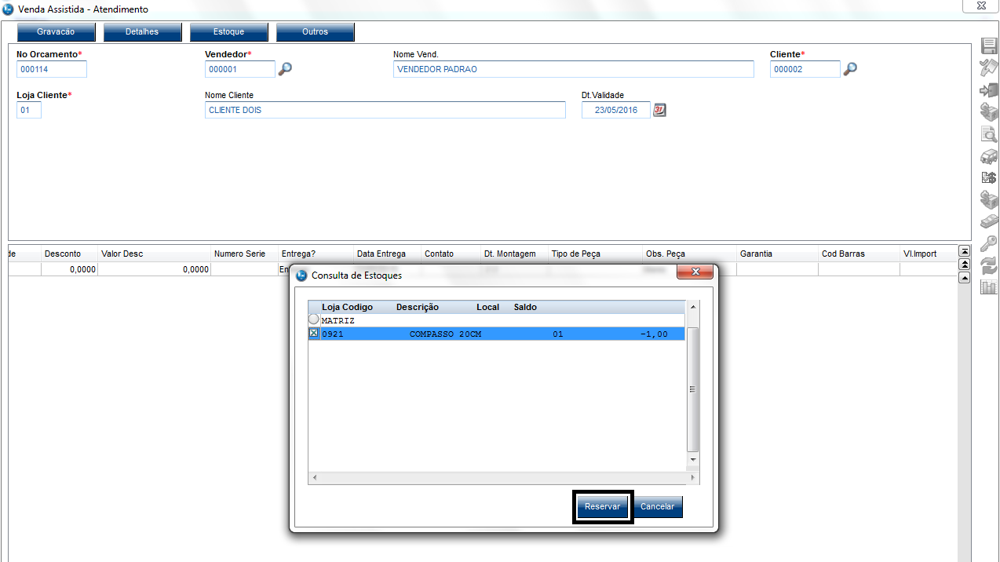 Venda Assistida - Atendimento
Gravacão Detalhes Estoque Outros
No Orcamento* Vendedor* Nome Vend. Cliente*
000114 000001 VENDEDOR PADRAO 000002
Loja Cliente* Nome Cliente Dt.Validade
01 CLIENTE DOIS 23/05/2016 31
de Desconto Valor Desc Numero Serie Entrega? Data Entrega Contato Dt. Montagem Tipo de Peça Obs. Peça Garantia Cod Barras Vl.Import
0,0000 0,0000 En
Consulta de Estoques
Loja Codigo Descrição Local Saldo
MATRIZ
0921 COMPASSO 20CM 01 -1,00
Reservar Cancelar